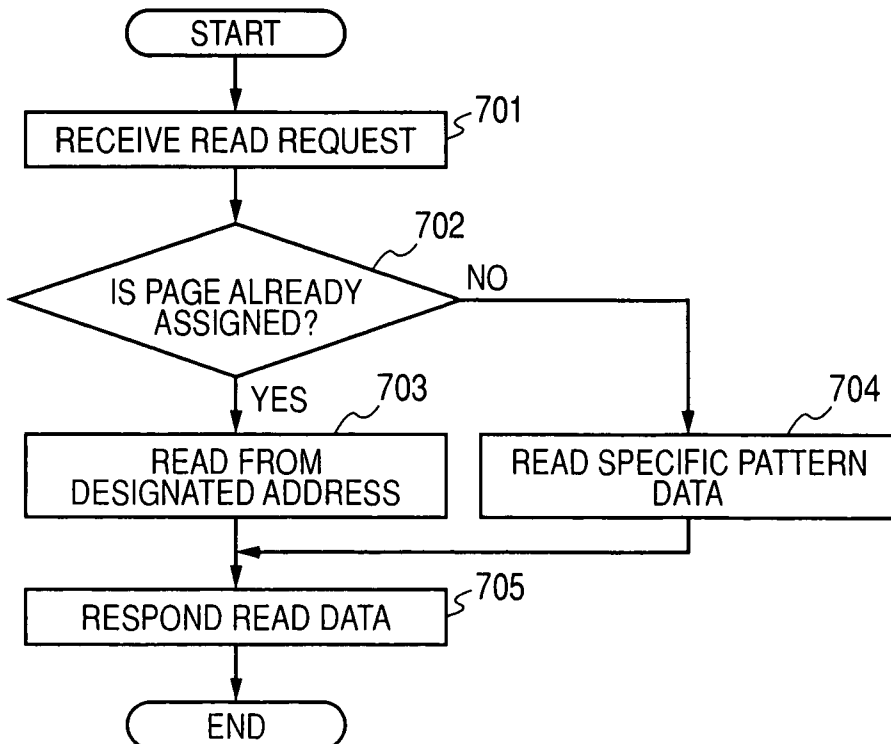 START
701
RECEIVE READ REQUEST
702
IS PAGE ALREADY
ASSIGNED?
NO
YES
703
READ FROM
DESIGNATED ADDRESS
704
READ SPECIFIC PATTERN
DATA
705
RESPOND READ DATA
END